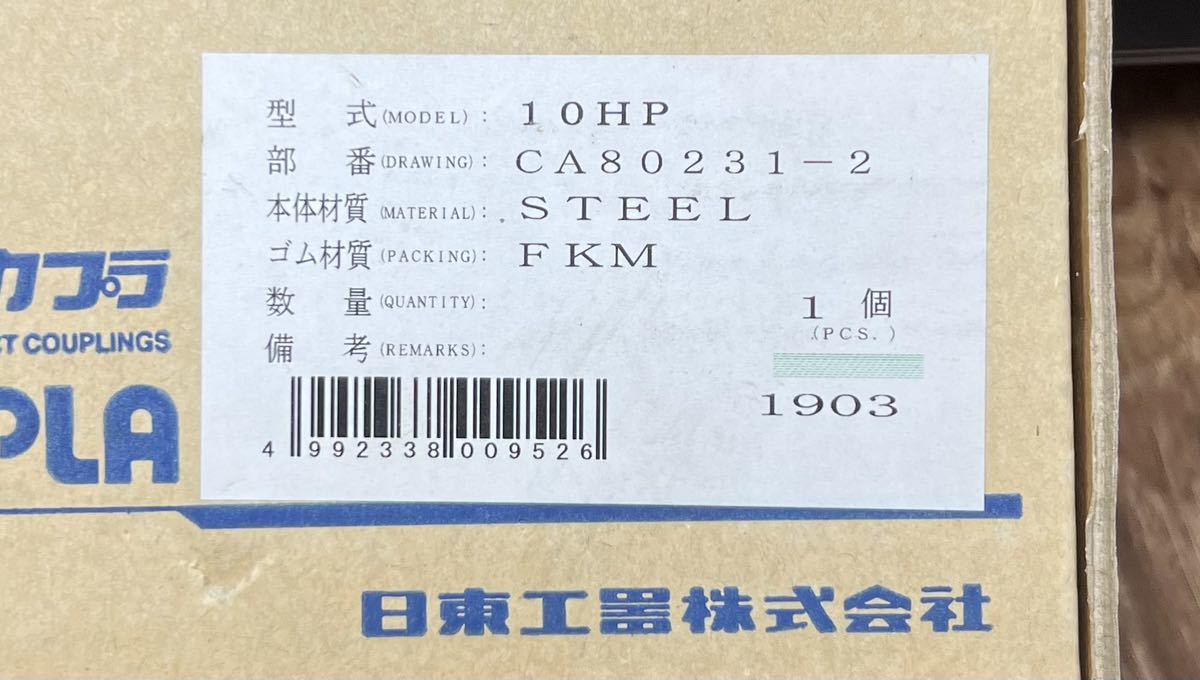 型 式(MODEL): 10HP
部 番(DRAWING): CA80231-2
本体材質(MATERIAL): STEEL
ゴム材質(PACKING): FKM
数 量(QUANTITY): 1 個
(PCS.)
備 考(REMARKS):
1903
4 992338 009526
カプラ
CT COUPLINGS
PLA
日東工器株式会社